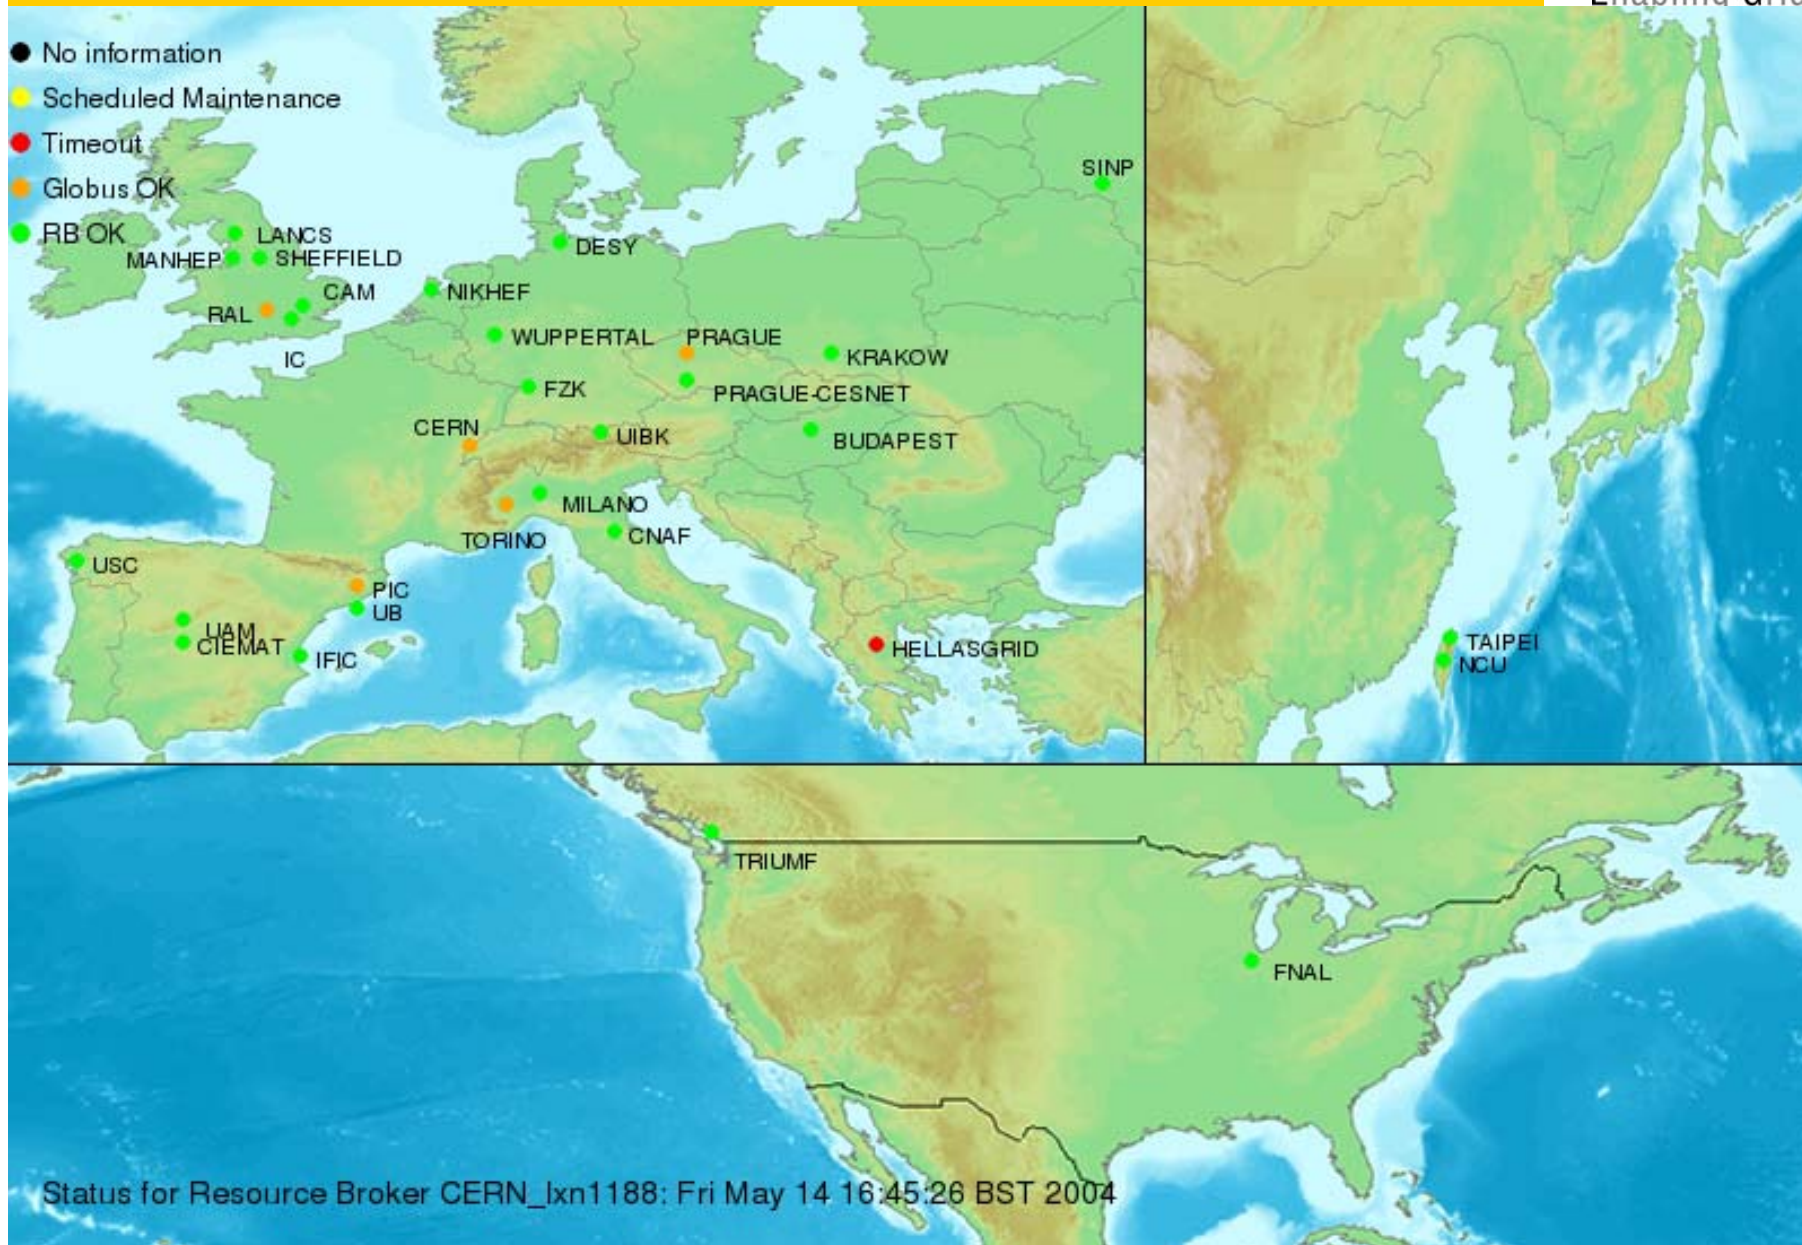 No information
Scheduled Maintenance
Timeout
Globus OK
RB OK
LANCS
MANHEP
SHEFFIELD
CAM
RAL
IC
DESY
SINP
NIKHEF
WUPPERTAL
PRAGUE
KRAKOW
FZK
PRAGUE-CESNET
CERN
UIBK
BUDAPEST
MILANO
TORINO
CNAF
USC
PIC
UB
UAM
CIEMAT
IFIC
HELLASGRID
TAIPEI
NCU
TRIUMF
FNAL
Status for Resource Broker CERN_lxn1188: Fri May 14 16:45:26 BST 2004